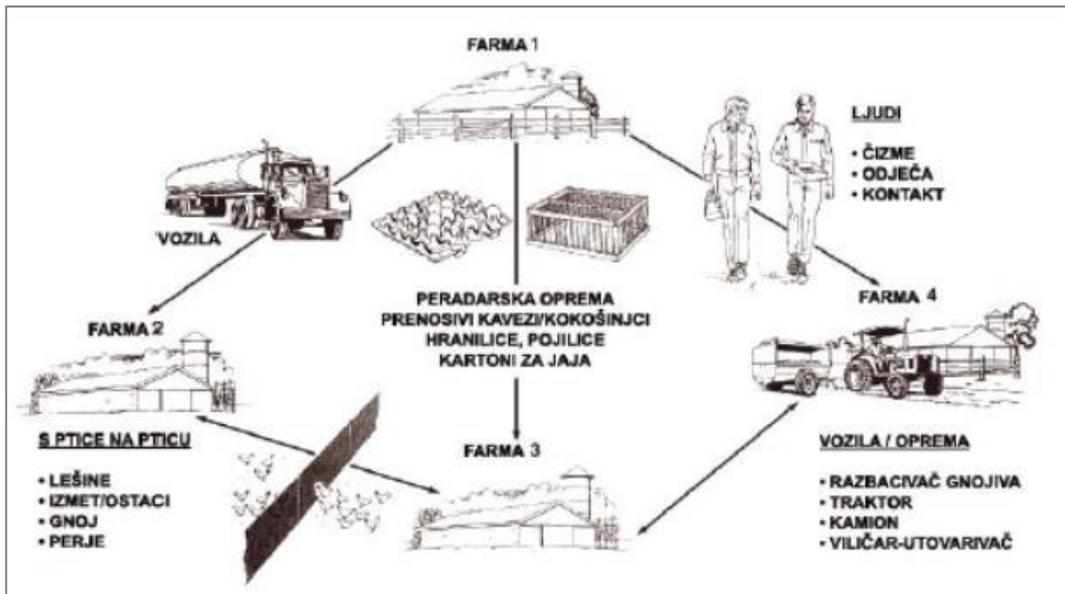 FARMA 1
LJUDI
• ČIZME
• ODJEĆA
• KONTAKT
VOZILA
PERADARSKA OPREMA
PRENOSIVI KAVEZI/KOKOŠINJCI
HRANILICE, POJILICE
KARTONI ZA JAJA
FARMA 2
FARMA 4
S PTICE NA PTICU
• LEŠINE
• IZMET/OSTACI
• GNOJ
• PERJE
FARMA 3
VOZILA / OPREMA
• RAZBACIVAČ GNOJIVA
• TRAKTOR
• KAMION
• VILIČAR-UTOVARIVAČ